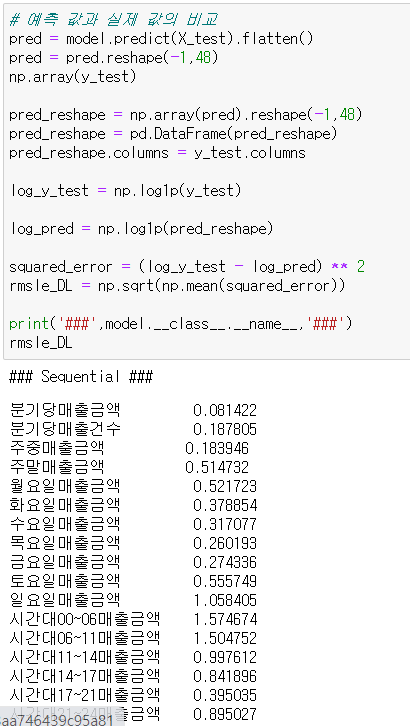 # 예측 값과 실제 값의 비교
pred = model.predict(X_test).flatten()
pred = pred.reshape(-1,48)
np.array(y_test)
pred_reshape = np.array(pred).reshape(-1,48)
pred_reshape = pd.DataFrame(pred_reshape)
pred_reshape.columns = y_test.columns
log_y_test = np.log1p(y_test)
log_pred = np.log1p(pred_reshape)
squared_error = (log_y_test - log_pred) ** 2
rmsle_DL = np.sqrt(np.mean(squared_error))
print('###',model.__class__.__name__,'###')
rmsle_DL
### Sequential ###
분기당매출금액 0.081422
분기당매출건수 0.187805
주중매출금액 0.183946
주말매출금액 0.514732
월요일매출금액 0.521723
화요일매출금액 0.378854
수요일매출금액 0.317077
목요일매출금액 0.260193
금요일매출금액 0.274336
토요일매출금액 0.555749
일요일매출금액 1.058405
시간대00~06매출금액 1.574674
시간대06~11매출금액 1.504752
시간대11~14매출금액 0.997612
시간대14~17매출금액 0.841896
시간대17~21매출금액 0.395035
aa746439c95a81 매출금액 0.895027